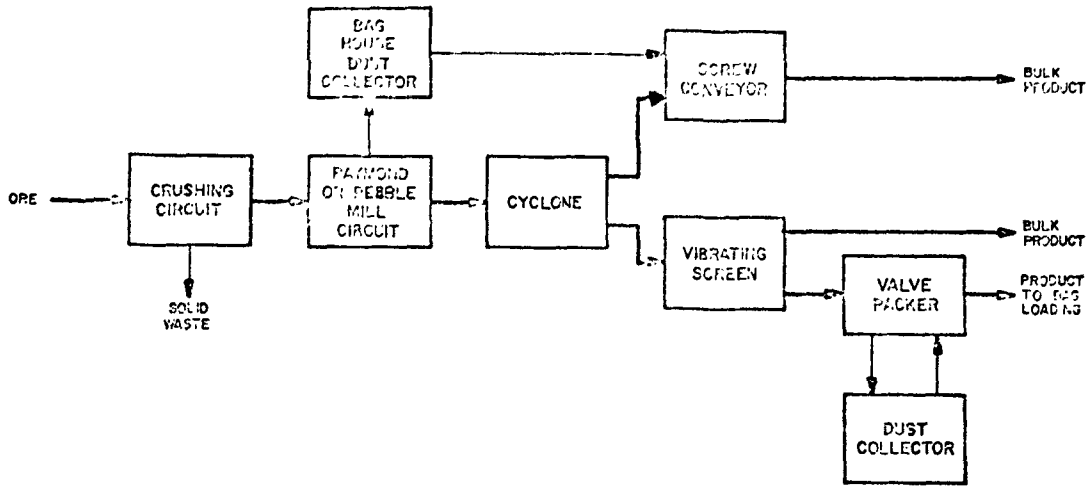 BAG
HOUSE
DUST
COLLECTOR
SCREW
CONVEYOR
BULK
PRODUCT
ORE
CRUSHING
CIRCUIT
RAYMOND
OR PEBBLE
MILL
CIRCUIT
CYCLONE
SOLID
WASTE
VIBRATING
SCREEN
BULK
PRODUCT
VALVE
PACKER
PRODUCT
TO BAG
LOADING
DUST
COLLECTOR